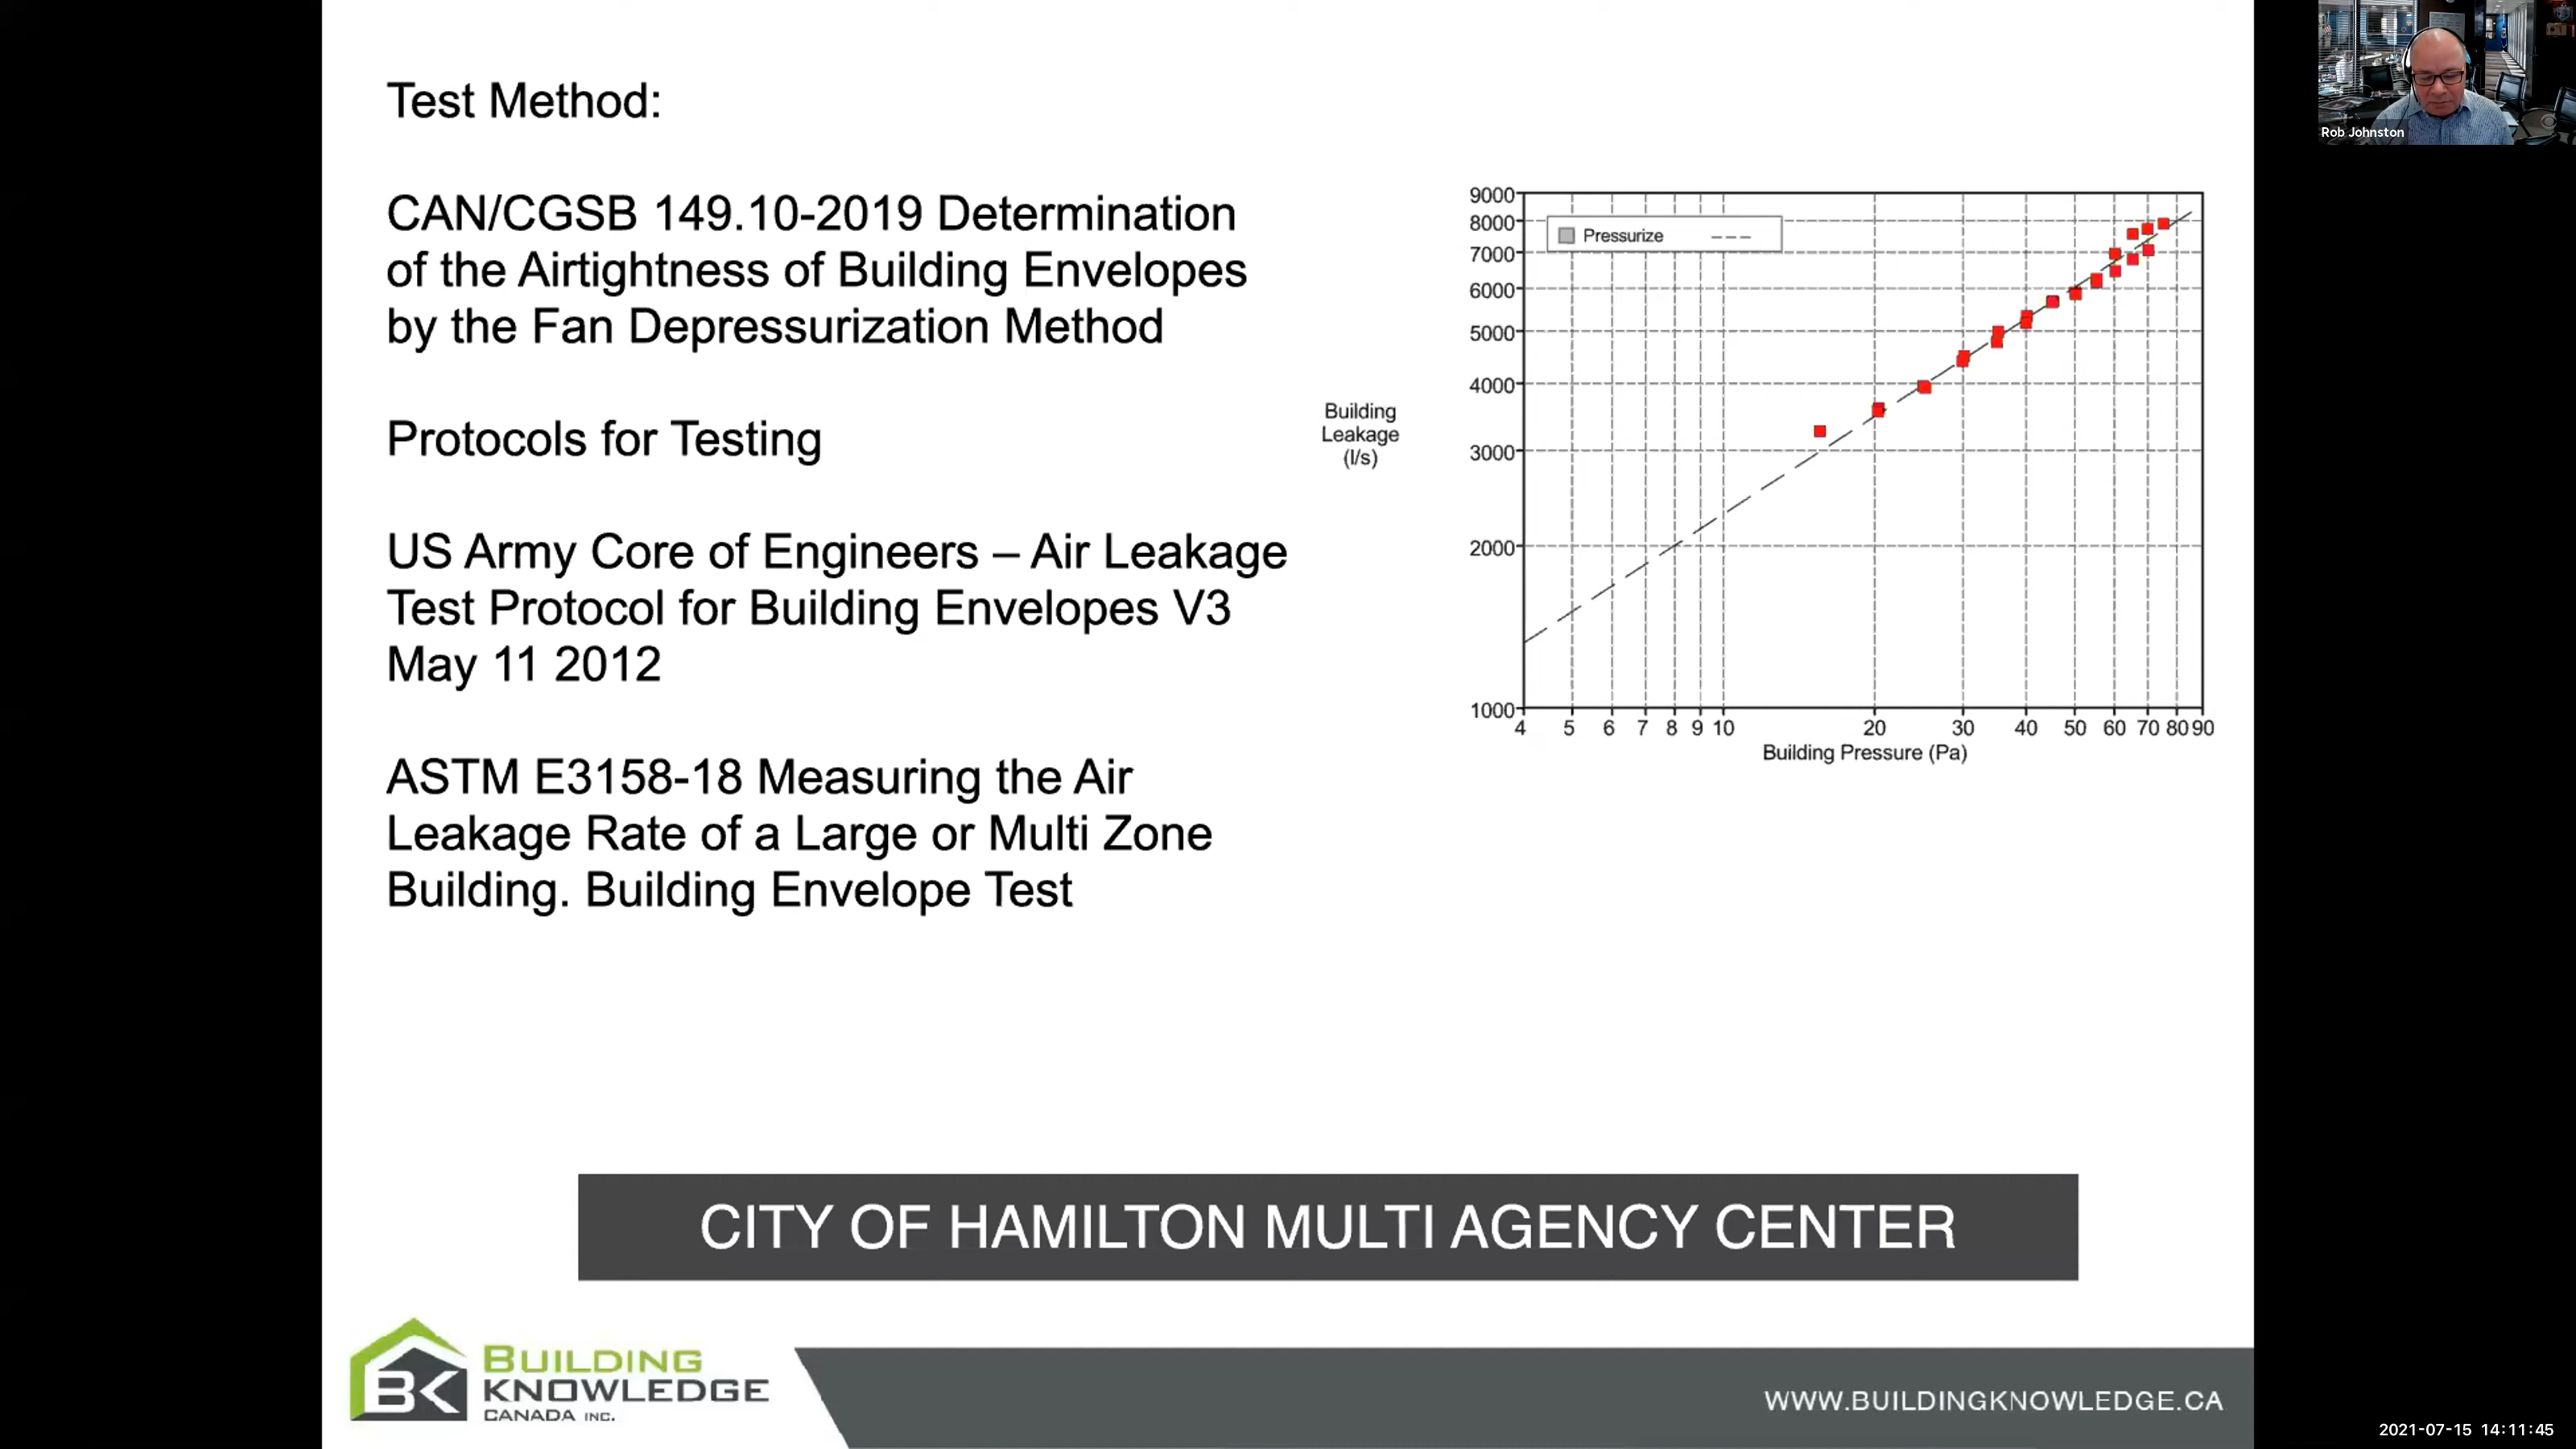 Test Method:
CAN/CGSB 149.10-2019 Determination
of the Airtightness of Building Envelopes
by the Fan Depressurization Method
Protocols for Testing
US Army Core of Engineers – Air Leakage
Test Protocol for Building Envelopes V3
May 11 2012
ASTM E3158-18 Measuring the Air
Leakage Rate of a Large or Multi Zone
Building. Building Envelope Test
Rob Johnston
9000
8000
7000
6000
5000
4000
3000
2000
1000
Pressurize
Building
Leakage
(l/s)
4 5 6 7 8 9 10 20 30 40 50 60 70 80 90
Building Pressure (Pa)
CITY OF HAMILTON MULTI AGENCY CENTER
BK
BUILDING
KNOWLEDGE
CANADA INC.
WWW.BUILDINGKNOWLEDGE.CA
2021-07-15 14:11:45